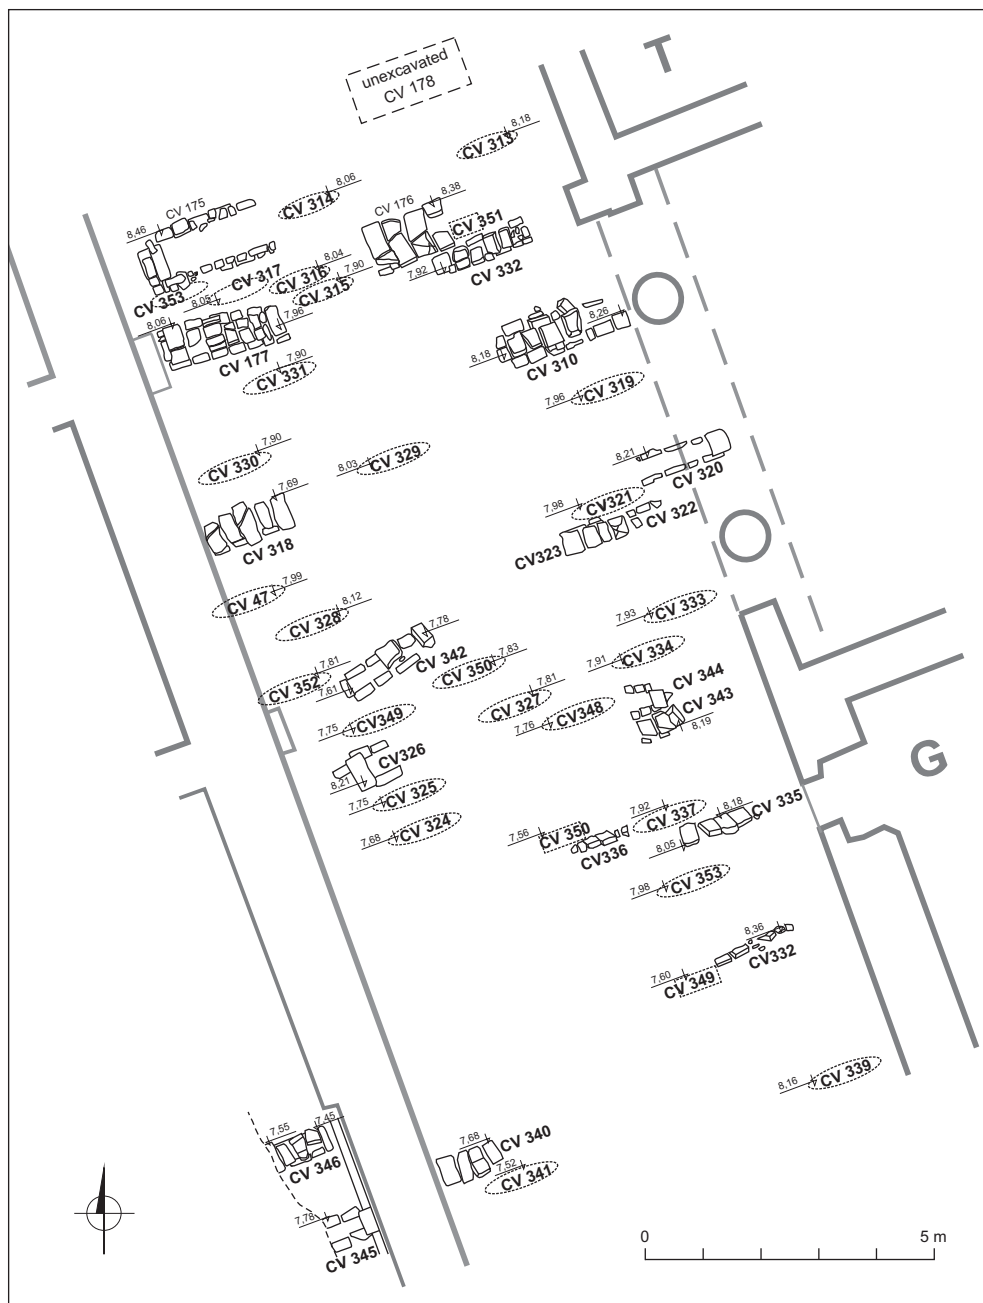 T
unexcavated
CV 178
8,18
CV 313
8,06
CV 314
CV 175
8,46
CV 176
8,38
CV 351
CV 332
7,92
8,04
CV 316
7,90
CV 315
CV 317
CV 353
8,05
8,06
7,96
CV 177
7,90
CV 331
8,26
8,18
CV 310
7,96
CV 319
7,90
CV 330
8,03
CV 329
8,21
CV 320
7,69
CV 318
7,98
CV321
CV 322
CV323
7,99
CV 47
8,12
CV 328
7,93
CV 333
7,78
CV 342
7,83
CV 350
7,91
CV 334
7,81
CV 352
7,61
7,81
CV 327
CV 344
CV 343
8,19
7,75
CV349
7,76
CV348
G
CV326
8,21
7,75
CV 325
7,68
CV 324
7,92
CV 337
8,18
CV 335
7,56
CV 350
CV336
8,05
7,98
CV 353
8,36
CV332
7,60
CV 349
8,16
CV 339
7,55
7,45
CV 346
7,68
CV 340
7,52
CV 341
7,78
CV 345
0
5 m